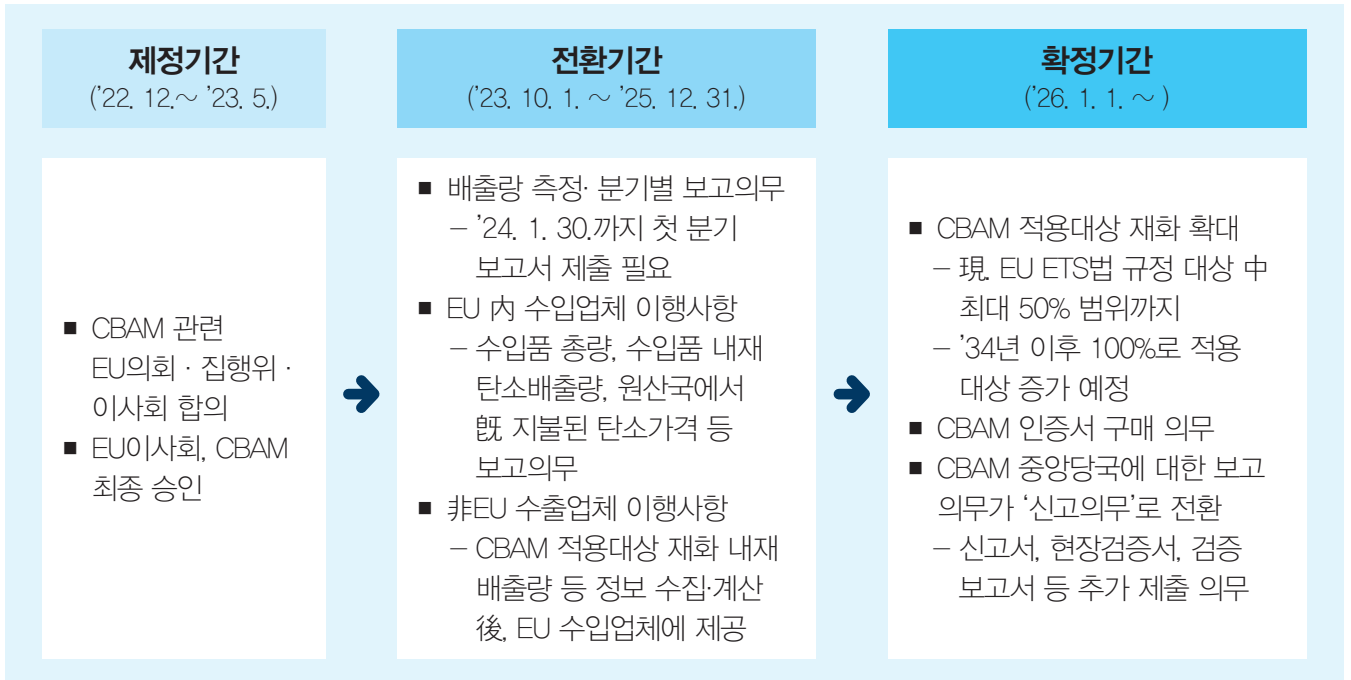 제정기간
(’22. 12.~ ’23. 5.)
■ CBAM 관련
EU의회 · 집행위 ·
이사회 합의
■ EU이사회, CBAM
최종 승인
전환기간
(’23. 10. 1. ~ ’25. 12. 31.)
■ 배출량 측정· 분기별 보고의무
– ’24. 1. 30.까지 첫 분기
보고서 제출 필요
■ EU 內 수입업체 이행사항
– 수입품 총량, 수입품 내재
탄소배출량, 원산국에서
旣 지불된 탄소가격 등
보고의무
■ 非EU 수출업체 이행사항
– CBAM 적용대상 재화 내재
배출량 등 정보 수집·계산
後, EU 수입업체에 제공
확정기간
(’26. 1. 1. ~ )
■ CBAM 적용대상 재화 확대
– 現. EU ETS법 규정 대상 中
최대 50% 범위까지
– ’34년 이후 100%로 적용
대상 증가 예정
■ CBAM 인증서 구매 의무
■ CBAM 중앙당국에 대한 보고
의무가 ‘신고의무’로 전환
– 신고서, 현장검증서, 검증
보고서 등 추가 제출 의무